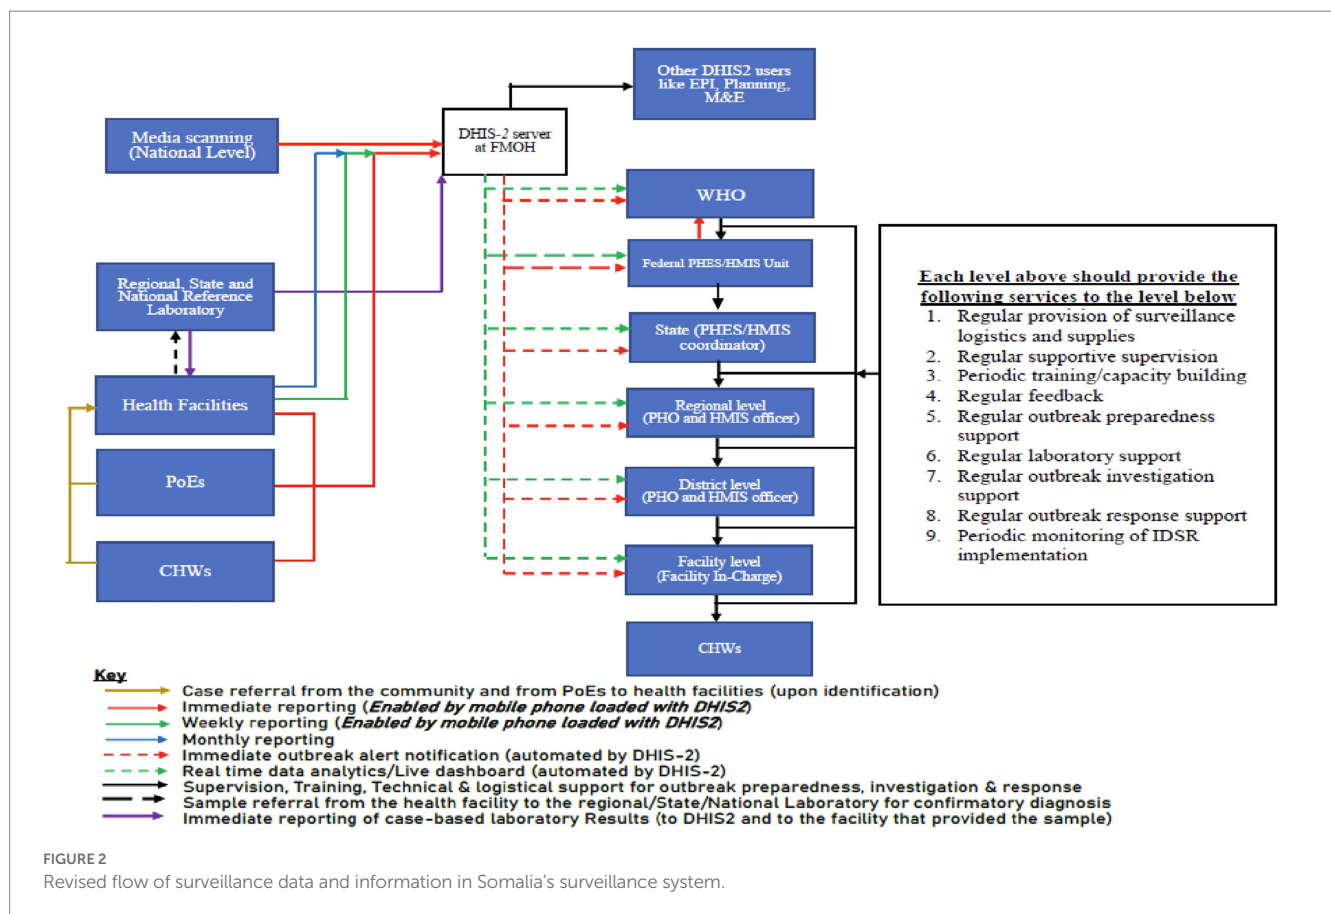 Other DHIS2 users
like EPI, Planning,
M&E
DHIS-2 server
at FMOH
Media scanning
(National Level)
WHO
Federal PHES/HMIS Unit
Regional, State and
National Reference
Laboratory
State (PHES/HMIS
coordinator)
Health Facilities
Regional level
(PHO and HMIS officer)
PoEs
District level
(PHO and HMIS officer)
CHWs
Facility level
(Facility In-Charge)
CHWs
Each level above should provide the
following services to the level below
1. Regular provision of surveillance
logistics and supplies
2. Regular supportive supervision
3. Periodic training/capacity building
4. Regular feedback
5. Regular outbreak preparedness
support
6. Regular laboratory support
7. Regular outbreak investigation
support
8. Regular outbreak response support
9. Periodic monitoring of IDSR
implementation
Key
Case referral from the community and from PoEs to health facilities (upon identification)
Immediate reporting (Enabled by mobile phone loaded with DHIS2)
Weekly reporting (Enabled by mobile phone loaded with DHIS2)
Monthly reporting
Immediate outbreak alert notification (automated by DHIS-2)
Real time data analytics/Live dashboard (automated by DHIS-2)
Supervision, Training, Technical & logistical support for outbreak preparedness, investigation & response
Sample referral from the health facility to the regional/State/National Laboratory for confirmatory diagnosis
Immediate reporting of case-based laboratory Results (to DHIS2 and to the facility that provided the sample)
FIGURE 2
Revised flow of surveillance data and information in Somalia's surveillance system.